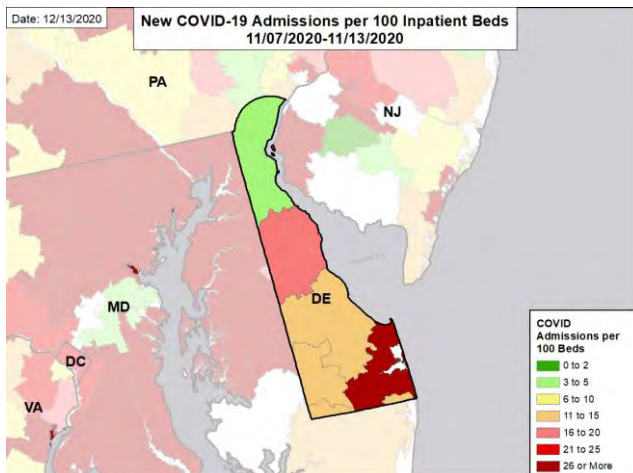 Date: 12/13/2020
New COVID-19 Admissions per 100 Inpatient Beds
11/07/2020-11/13/2020
PA
NJ
DE
MD
DC
VA
COVID
Admissions per
100 Beds
0 to 2
3 to 5
6 to 10
11 to 15
16 to 20
21 to 25
26 or More